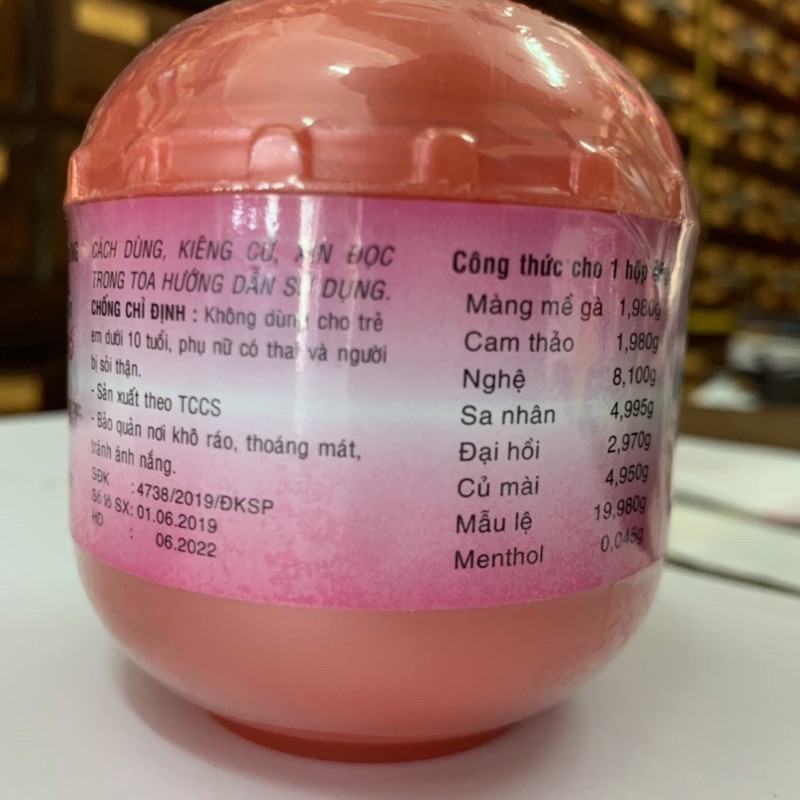 CÁCH DÙNG, KIÊNG CỮ, XIN ĐỌC
TRONG TOA HƯỚNG DẪN SỬ DỤNG.
CHỐNG CHỈ ĐỊNH : Không dùng cho trẻ
em dưới 10 tuổi, phụ nữ có thai và người
bị sỏi thận.
- Sản xuất theo TCCS
- Bảo quản nơi khô ráo, thoáng mát,
tránh ánh nắng.
SĐK : 4738/2019/ĐKSP
Số lô SX: 01.06.2019
HD : 06.2022
Công thức cho 1 hộp
Màng mề gà 1,980g
Cam thảo 1,980g
Nghệ 8,100g
Sa nhân 4,995g
Đại hồi 2,970g
Củ mài 4,950g
Mẫu lệ 19,980g
Menthol 0,045g